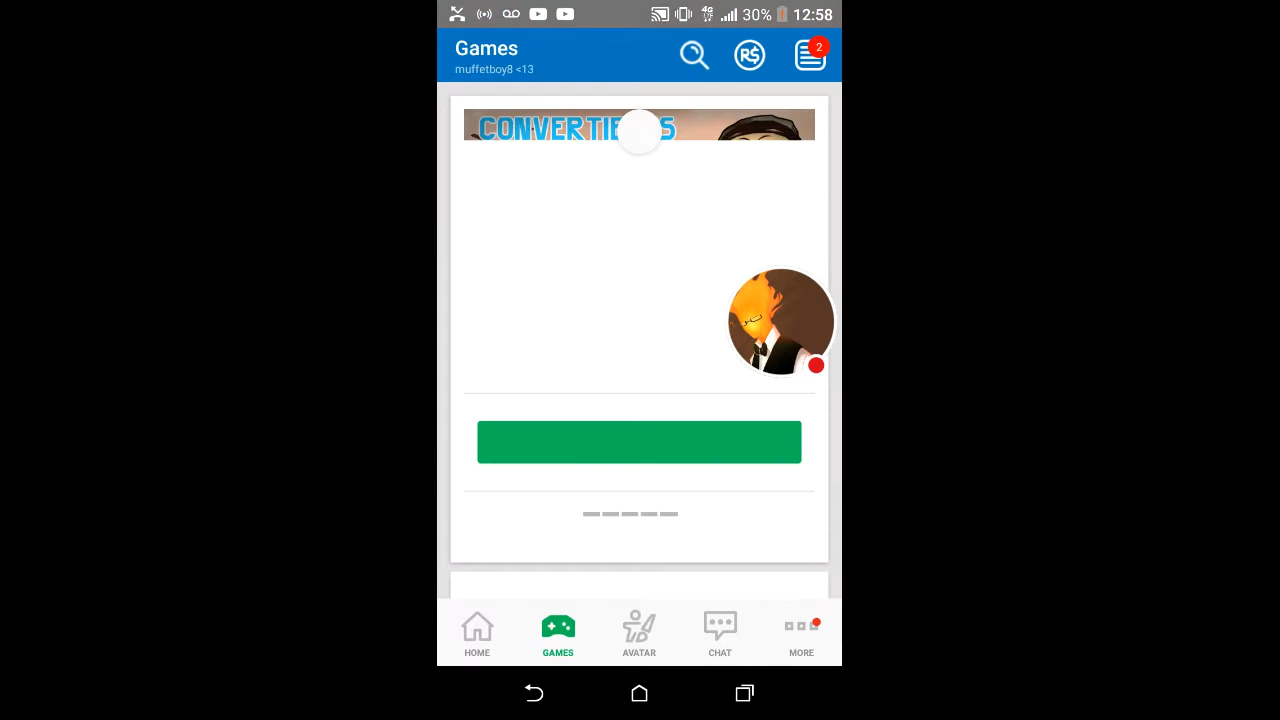 30% 12:58
Games
muffetboy8 <13
R$
2
HOME
GAMES
AVATAR
CHAT
MORE